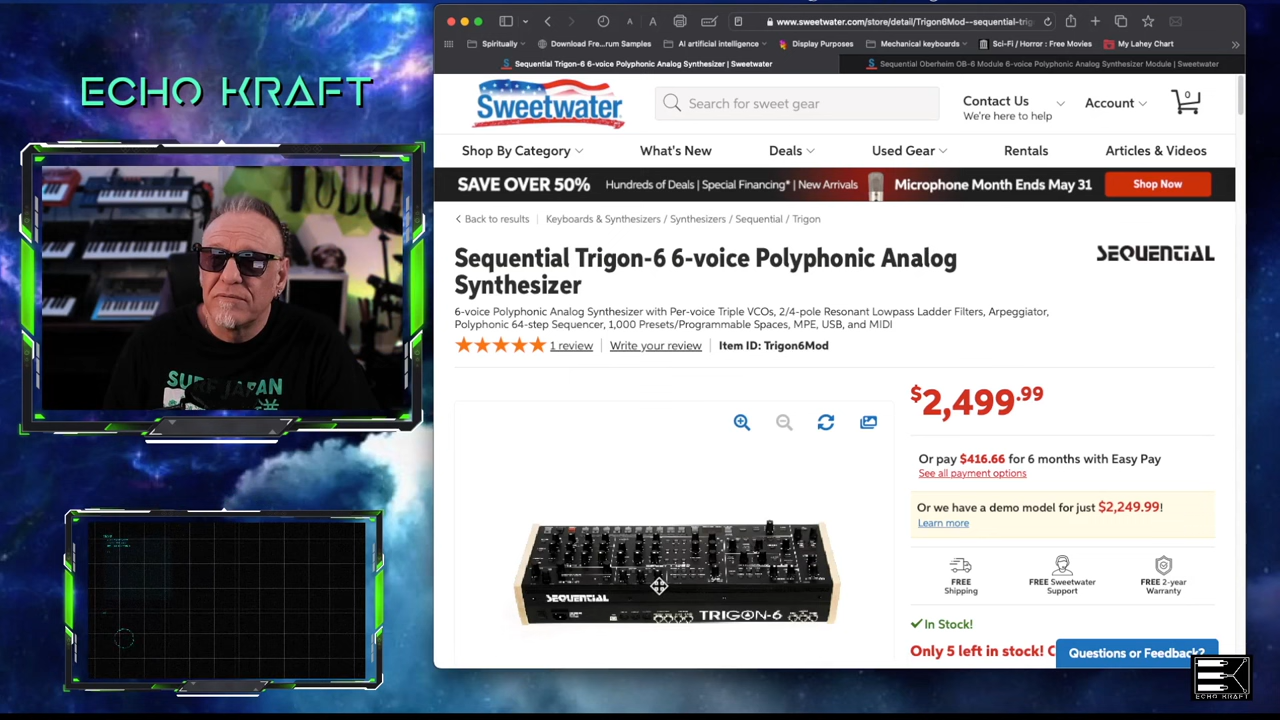 www.sweetwater.com/store/detail/Trigon6Mod--sequential-trig
A A
Spiritually
Download Fre...rum Samples
AI artificial intelligence
Display Purposes
Mechanical keyboards
Sci-Fi / Horror : Free Movies
My Lahey Chart
Sequential Trigon-6 6-voice Polyphonic Analog Synthesizer | Sweetwater
Sequential Oberheim OB-6 Module 6-voice Polyphonic Analog Synthesizer Module | Sweetwater
ECHO KRAFT
Sweetwater
Search for sweet gear
Contact Us
We're here to help
Account
0
Shop By Category
What's New
Deals
Used Gear
Rentals
Articles & Videos
SAVE OVER 50% Hundreds of Deals | Special Financing* | New Arrivals Microphone Month Ends May 31 Shop Now
Back to results
Keyboards & Synthesizers / Synthesizers / Sequential / Trigon
Sequential Trigon-6 6-voice Polyphonic Analog
Synthesizer
SEQUENTIAL
6-voice Polyphonic Analog Synthesizer with Per-voice Triple VCOs, 2/4-pole Resonant Lowpass Ladder Filters, Arpeggiator,
Polyphonic 64-step Sequencer, 1,000 Presets/Programmable Spaces, MPE, USB, and MIDI
1 review
Write your review
Item ID: Trigon6Mod
$2,499.99
Or pay $416.66 for 6 months with Easy Pay
See all payment options
Or we have a demo model for just $2,249.99!
Learn more
FREE
Shipping
FREE Sweetwater
Support
FREE 2-year
Warranty
In Stock!
Only 5 left in stock!
Questions or Feedback?
SEQUENTIAL
TRIGON-6
SURF JAPAN
ECHO KRAFT